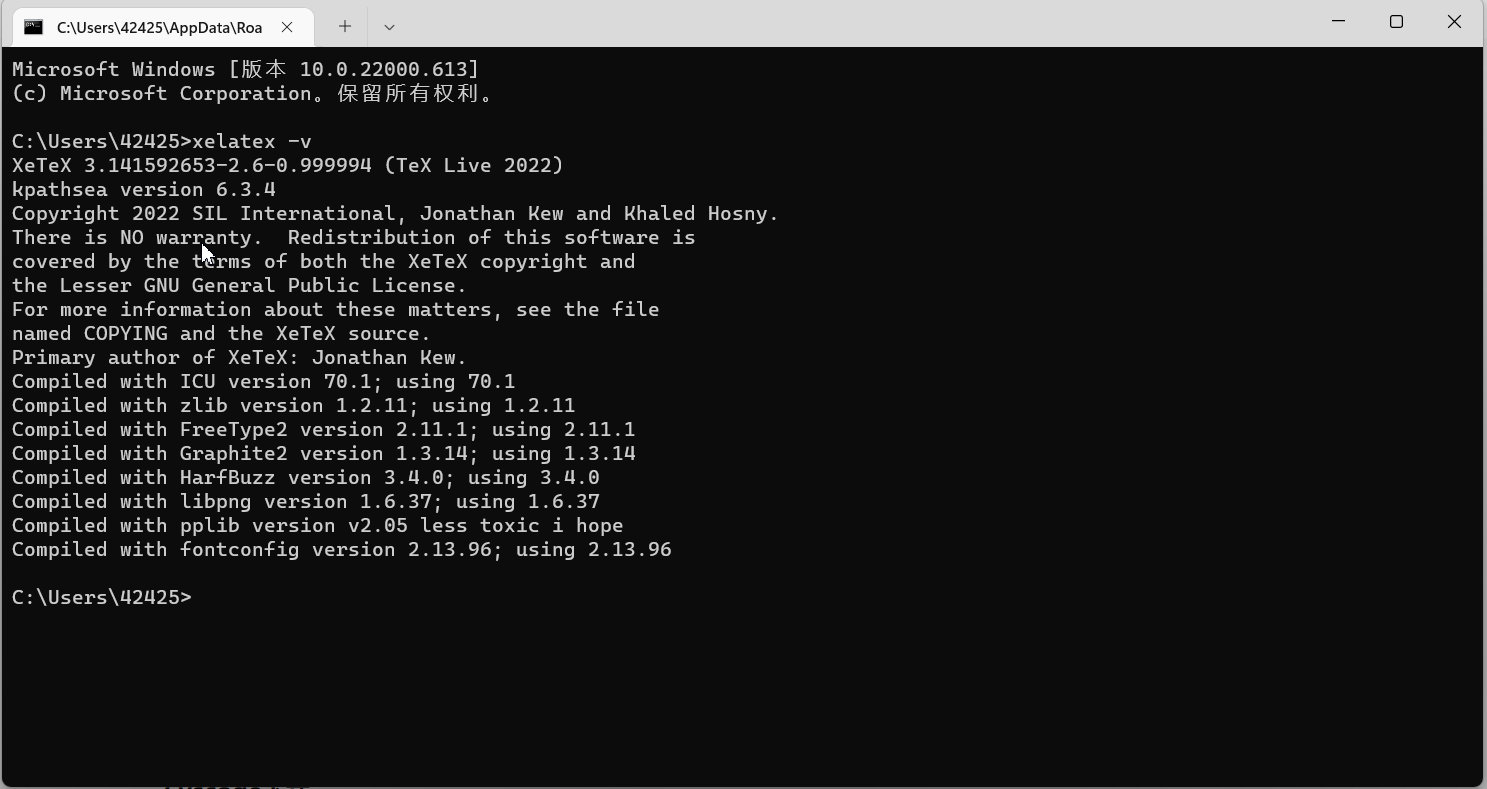 C:\Users\42425\AppData\Roa
Microsoft Windows [版本 10.0.22000.613]
(c) Microsoft Corporation。保留所有权利。
C:\Users\42425>xelatex -v
XeTeX 3.141592653-2.6-0.999994 (TeX Live 2022)
kpathsea version 6.3.4
Copyright 2022 SIL International, Jonathan Kew and Khaled Hosny.
There is NO warranty.  Redistribution of this software is
covered by the terms of both the XeTeX copyright and
the Lesser GNU General Public License.
For more information about these matters, see the file
named COPYING and the XeTeX source.
Primary author of XeTeX: Jonathan Kew.
Compiled with ICU version 70.1; using 70.1
Compiled with zlib version 1.2.11; using 1.2.11
Compiled with FreeType2 version 2.11.1; using 2.11.1
Compiled with Graphite2 version 1.3.14; using 1.3.14
Compiled with HarfBuzz version 3.4.0; using 3.4.0
Compiled with libpng version 1.6.37; using 1.6.37
Compiled with pplib version v2.05 less toxic i hope
Compiled with fontconfig version 2.13.96; using 2.13.96
C:\Users\42425>